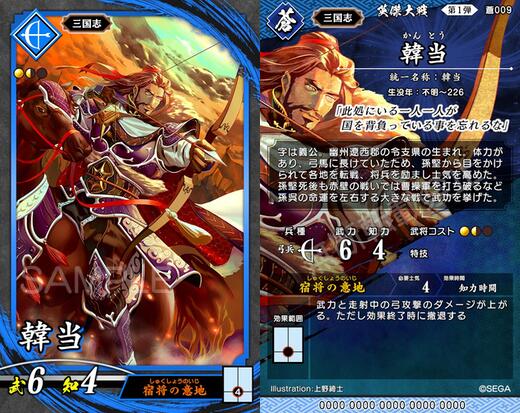 三国志
SAMPLE
韓当
武6 知4
しゅくしょうのいじ
宿将の意地
4
蒼
三国志
英傑大戦
第1弾
蒼009
かん とう
韓当
統一名称：韓当
生没年：不明～226
「此処にいる一人一人が
国を背負っている事を忘れるな」
字は義公。幽州遼西郡の令支県の生まれ。体力が
あり、弓馬に長けていたため、孫堅から目をかけ
られて各地を転戦、将兵を励まし士気を高めた。
孫堅死後も赤壁の戦いでは曹操軍を打ち破るなど
孫呉の命運を左右する大きな戦で武功を挙げた。
兵種 武力 知力 武将コスト
弓兵 6 4 特技
しゅくしょうのいじ 必要士気 効果時間
宿将の意地 4 知力時間
効果範囲
武力と走射中の弓攻撃のダメージが上が
る。ただし効果終了時に撤退する
Illustration:上野綺士
©SEGA
0000 0000 0000 0000 0000